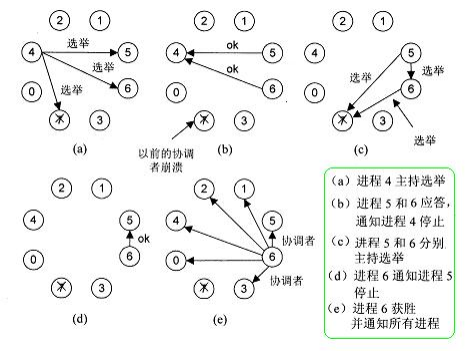 2 1
4 选举 5
选举
选举
0 6
7 3
(a)
2 1
4 ok 5
ok
0 6
7 3
以前的协调
者崩溃
(b)
2 1
4 5
选举 选举
0 6
7 3
选举
(c)
2 1
4 5
ok
0 6
7 3
(d)
2 1
4 5
协调者
0 6
7 3 协调者
(e)
(a) 进程 4 主持选举
(b) 进程 5 和 6 应答,
通知进程 4 停止
(c) 进程 5 和 6 分别
主持选举
(d) 进程 6 通知进程 5
停止
(e) 进程 6 获胜
并通知所有进程